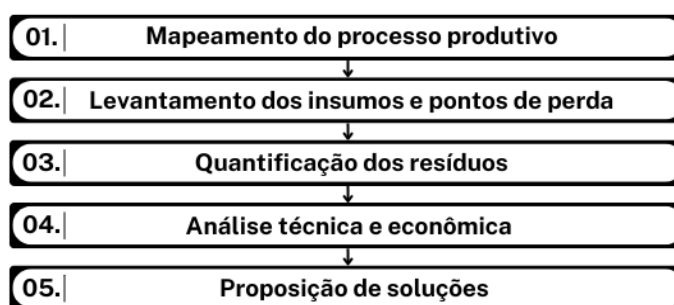 01. Mapeamento do processo produtivo
02. Levantamento dos insumos e pontos de perda
03. Quantificação dos resíduos
04. Análise técnica e econômica
05. Proposição de soluções